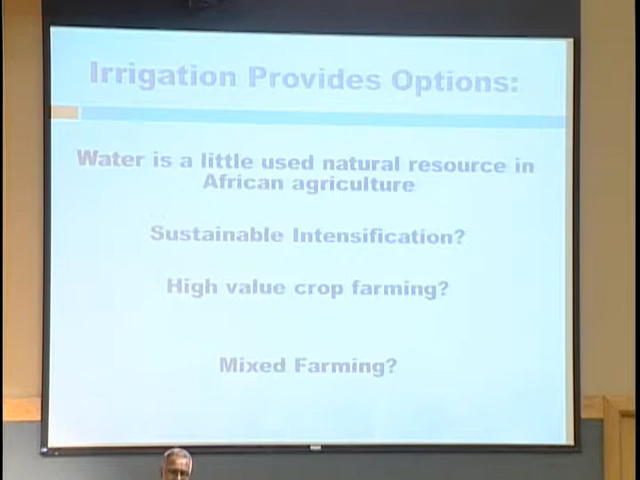 Irrigation Provides Options:
Water is a little used natural resource in
African agriculture
Sustainable Intensification?
High value crop farming?
Mixed Farming?